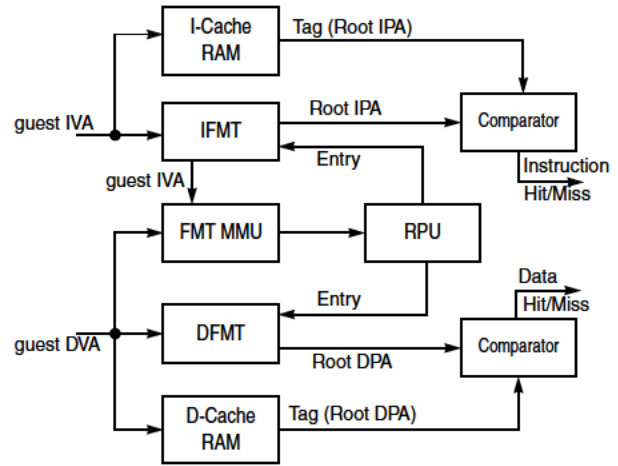 I-Cache
RAM
Tag (Root IPA)
guest IVA
IFMT
Root IPA
Comparator
Entry
Instruction
Hit/Miss
guest IVA
FMT MMU
RPU
Data
Hit/Miss
Entry
guest DVA
DFMT
Root DPA
Comparator
D-Cache
RAM
Tag (Root DPA)